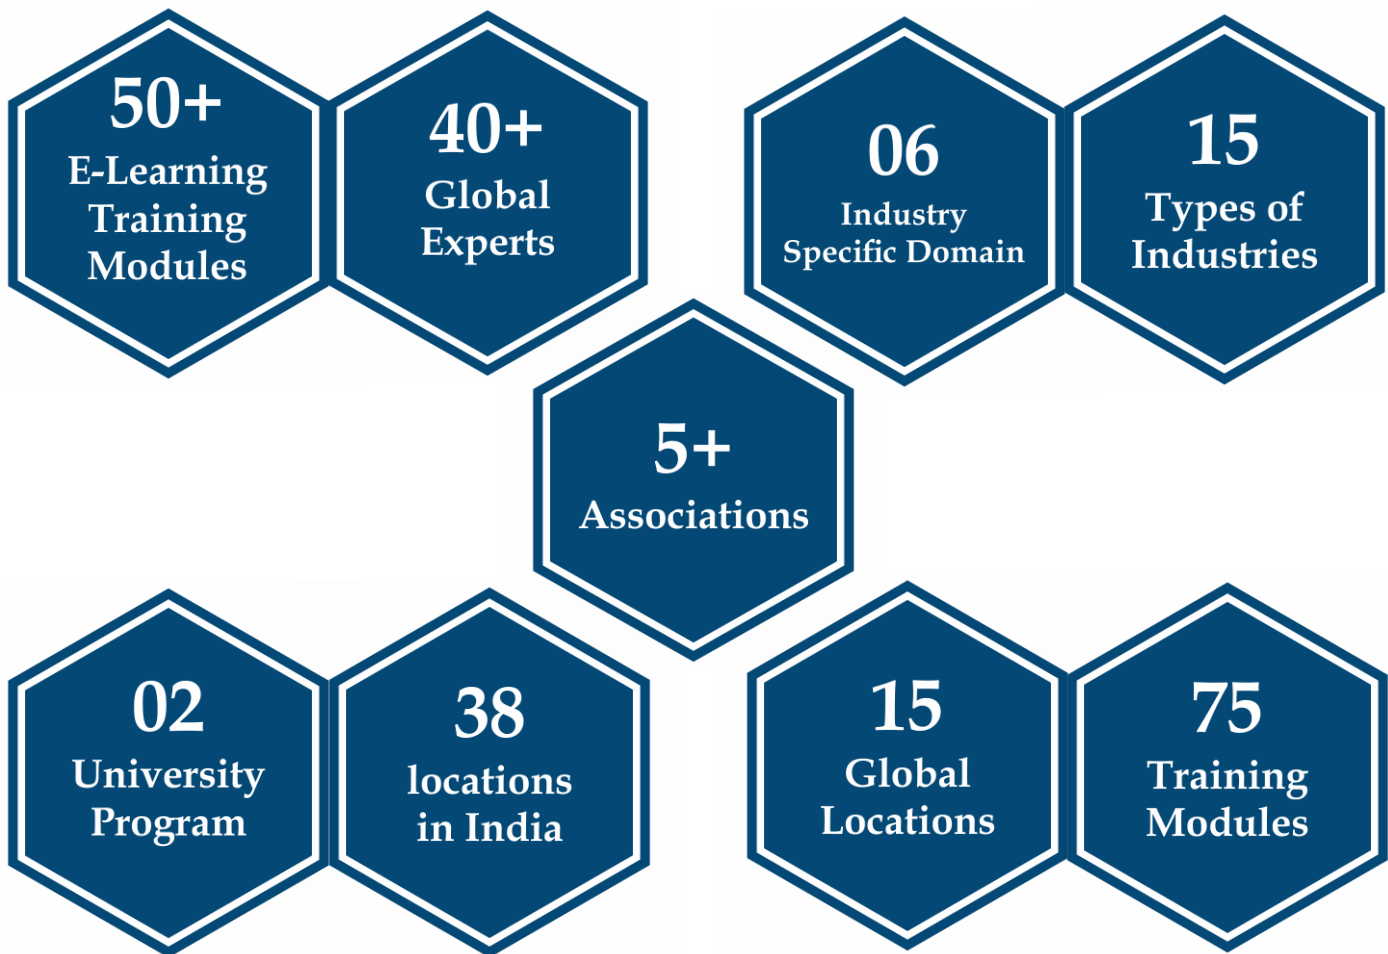 50+
E-Learning
Training
Modules
40+
Global
Experts
06
Industry
Specific Domain
15
Types of
Industries
5+
Associations
02
University
Program
38
locations
in India
15
Global
Locations
75
Training
Modules